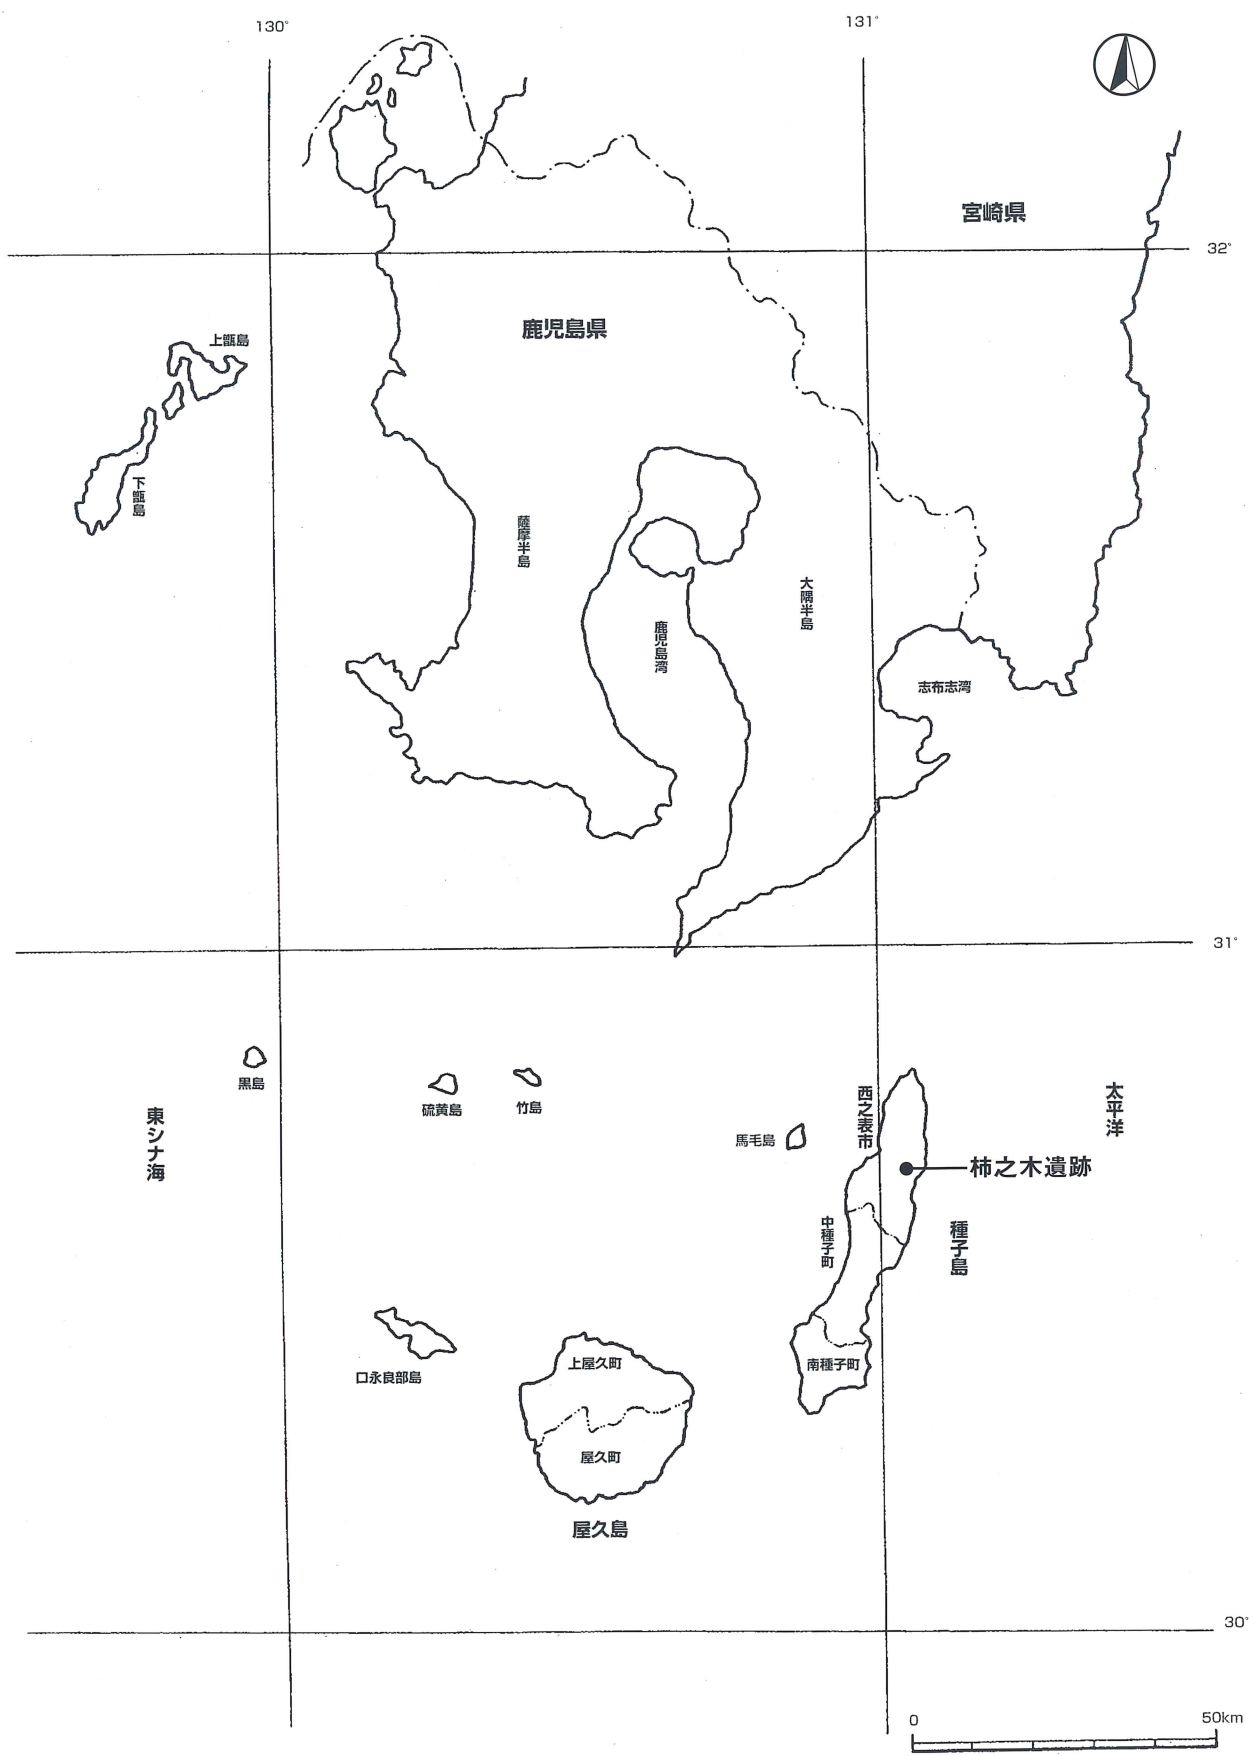 130°
131°
宮崎県
32°
鹿児島県
上甑島
下甑島
薩摩半島
大隅半島
鹿児島湾
志布志湾
31°
黒島
硫黄島
竹島
馬毛島
西之表市
太平洋
東シナ海
柿之木遺跡
中種子町
種子島
口永良部島
上屋久町
南種子町
屋久町
屋久島
30°
0
50km